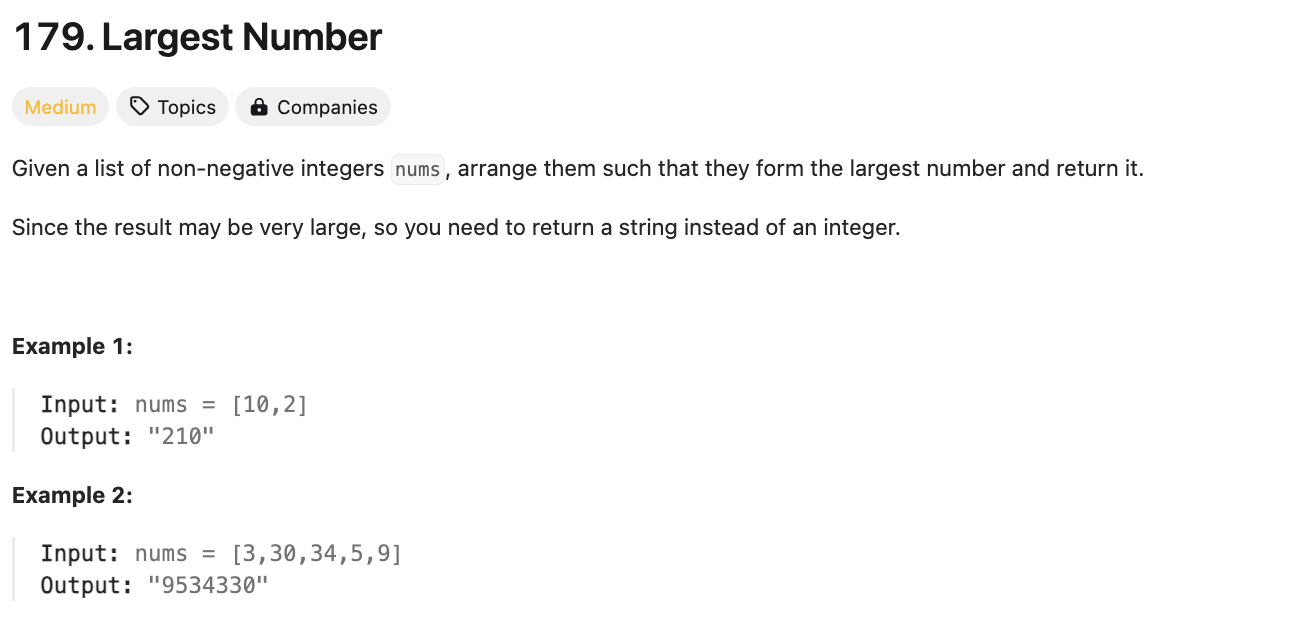 179. Largest Number
Medium Topics Companies
Given a list of non-negative integers nums, arrange them such that they form the largest number and return it.
Since the result may be very large, so you need to return a string instead of an integer.
Example 1:
Input: nums = [10,2]
Output: "210"
Example 2:
Input: nums = [3,30,34,5,9]
Output: "9534330"